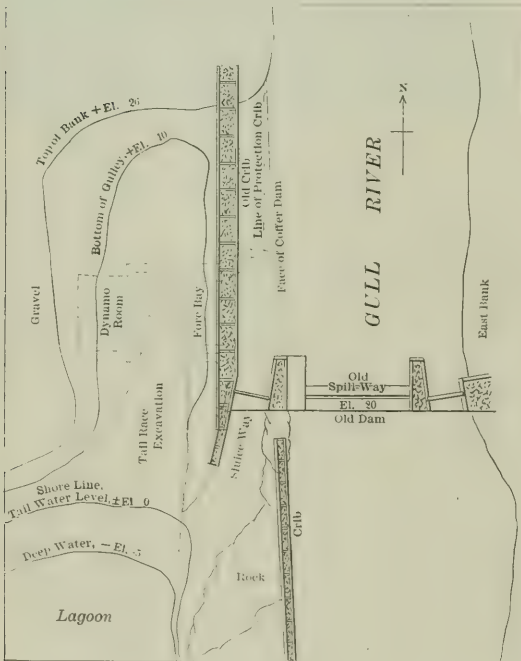 Top of Bank + El. 26
Bottom of Gulley, + El. 10
Gravel
Dynamo
Room
Fore Bay
Old Crib
Line of Protection Crib
Face of Coffer Dam
GULL RIVER
N
East Bank
Tail Race
Excavation
Sluice Way
Old
Spill-Way
El. 20
Old Dam
Shore Line,
Tail Water Level, ± El 0
Deep Water, – El. 5
Crib
Rock
Lagoon